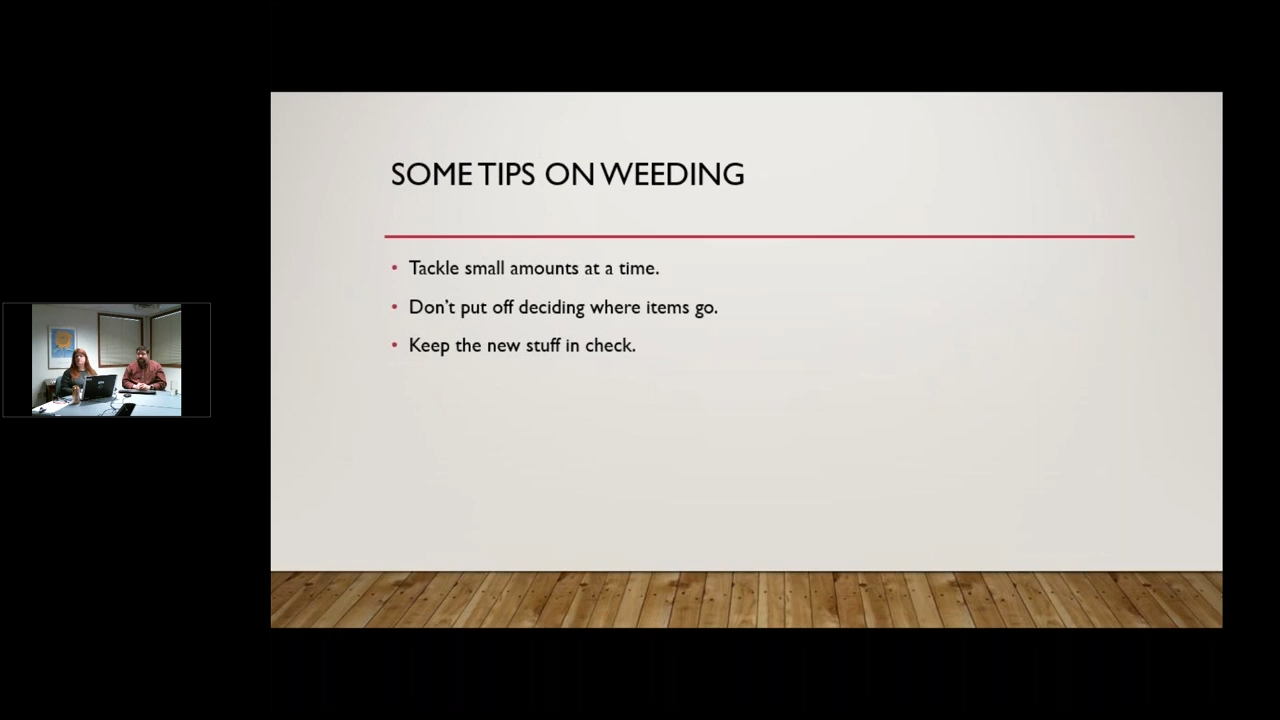 SOME TIPS ON WEEDING
• Tackle small amounts at a time.
• Don't put off deciding where items go.
• Keep the new stuff in check.